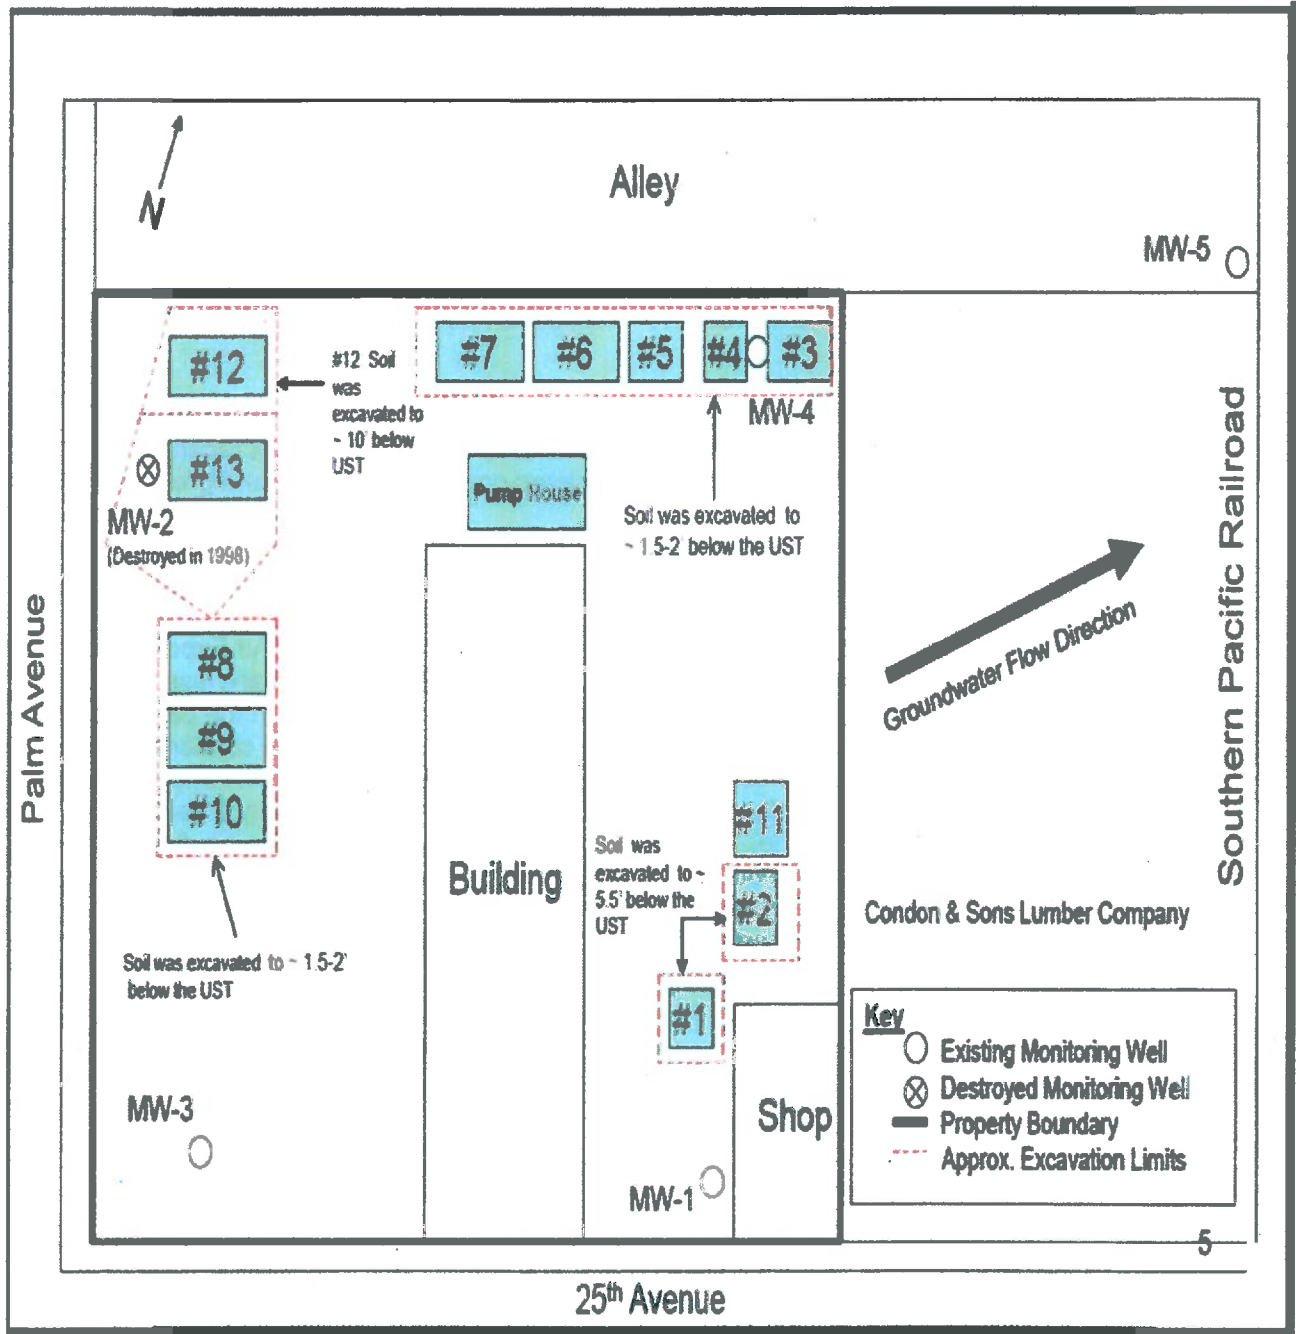 Alley
N
MW-5
#12
#7
#6
#5
#4
#3
#12 Soil
was
excavated to
~ 10' below
UST
MW-4
#13
Pump House
MW-2
(Destroyed in 1998)
Soil was excavated to
~ 1.5-2' below the UST
Southern Pacific Railroad
Groundwater Flow Direction
Palm Avenue
#8
#9
#10
#11
Soil was
excavated to ~
5.5' below the
UST
#2
Building
Condon & Sons Lumber Company
Soil was excavated to ~ 1.5-2'
below the UST
#1
Key
Existing Monitoring Well
Destroyed Monitoring Well
Property Boundary
Approx. Excavation Limits
MW-3
Shop
MW-1
5
25th Avenue